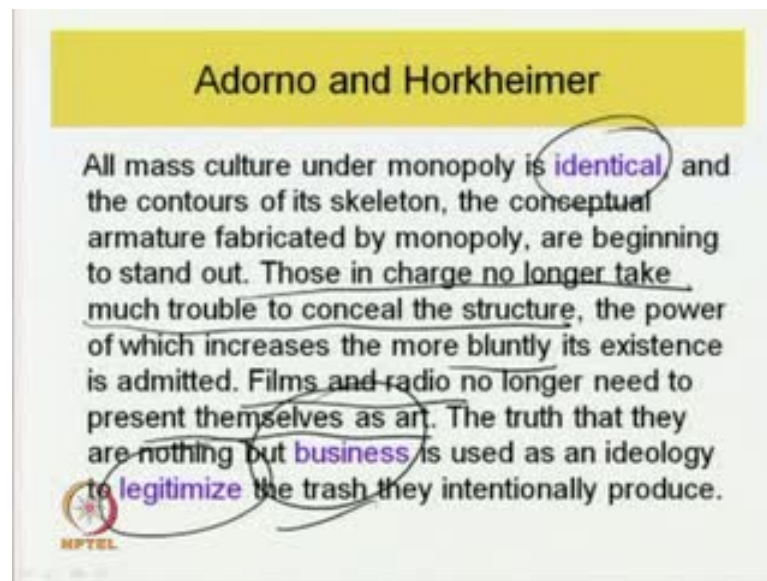 Adorno and Horkheimer
All mass culture under monopoly is identical, and
the contours of its skeleton, the conceptual
armature fabricated by monopoly, are beginning
to stand out. Those in charge no longer take
much trouble to conceal the structure, the power
of which increases the more bluntly its existence
is admitted. Films and radio no longer need to
present themselves as art. The truth that they
are nothing but business is used as an ideology
to legitimize the trash they intentionally produce.
NPTEL